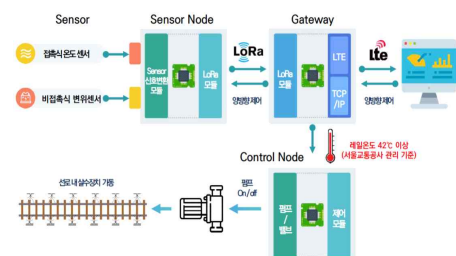 Sensor
Sensor Node
Gateway
접촉식 온도 센서
비접촉식 변위센서
Sensor
신호변환
모듈
LoRa
모듈
LoRa
양방향 제어
LoRa
모듈
LTE
TCP
/IP
lte
양방향 제어
레일온도 42℃ 이상
(서울교통공사 관리 기준)
Control Node
선로 내 살수장치 가동
펌프
On/off
펌프
/
밸브
제어
모듈